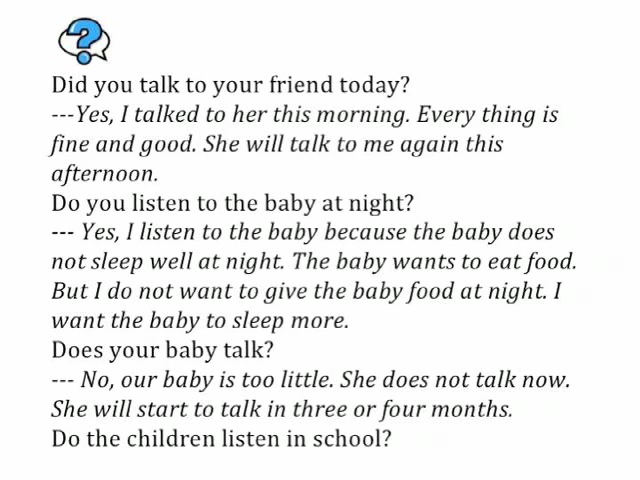 Did you talk to your friend today?
---Yes, I talked to her this morning. Every thing is
fine and good. She will talk to me again this
afternoon.
Do you listen to the baby at night?
--- Yes, I listen to the baby because the baby does
not sleep well at night. The baby wants to eat food.
But I do not want to give the baby food at night. I
want the baby to sleep more.
Does your baby talk?
--- No, our baby is too little. She does not talk now.
She will start to talk in three or four months.
Do the children listen in school?